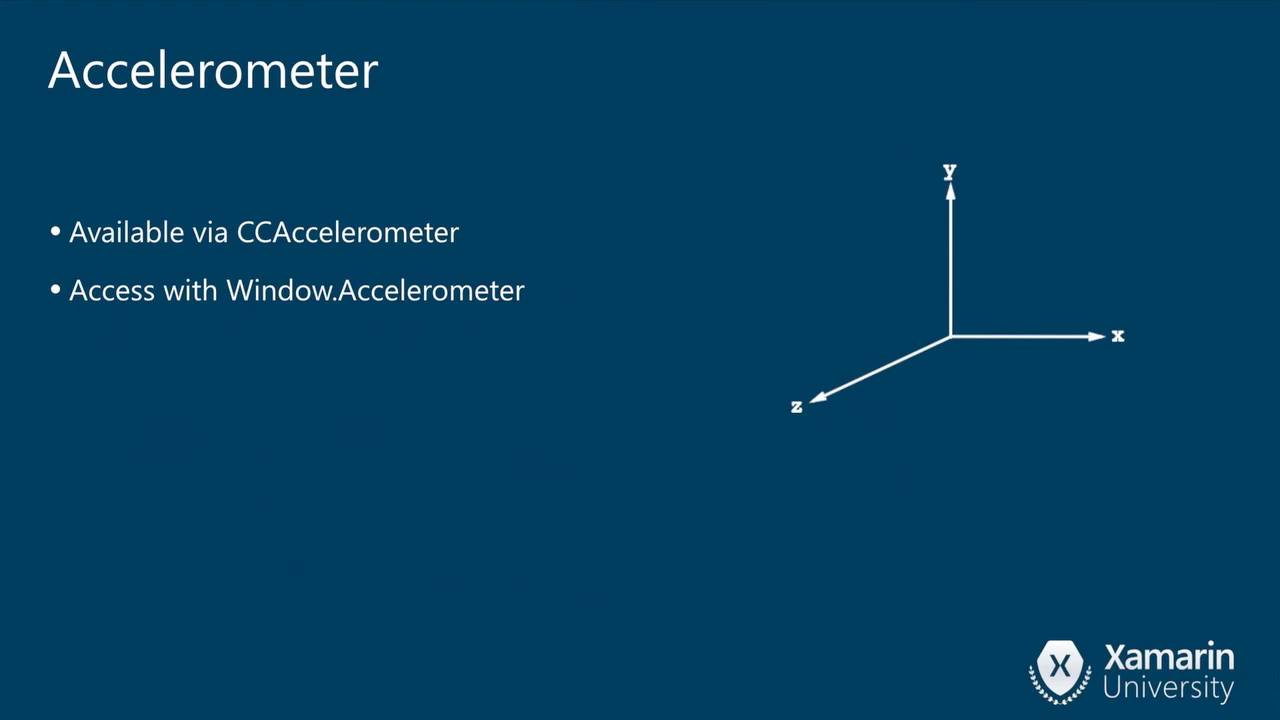 Accelerometer
• Available via CCAccelerometer
• Access with Window.Accelerometer
y
x
z
X
Xamarin
University